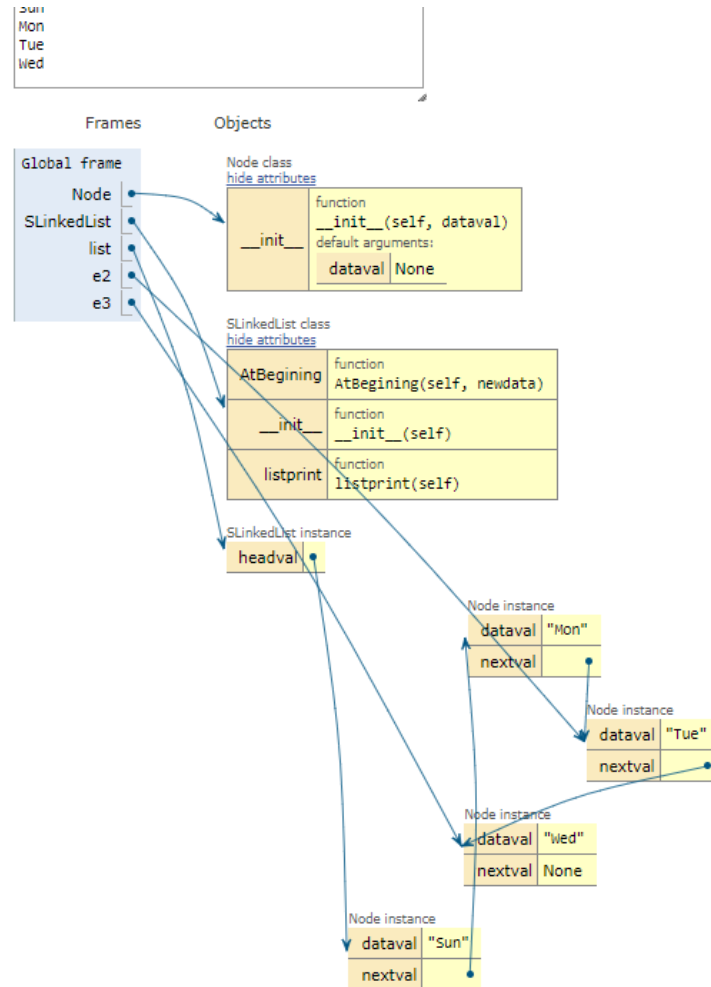 Sun
Mon
Tue
Wed
Frames Objects
Global frame
Node
SLinkedList
list
e2
e3
Node class
hide attributes
__init__
function
__init__(self, dataval)
default arguments:
dataval None
SLinkedList class
hide attributes
AtBegining
function
AtBegining(self, newdata)
__init__
function
__init__(self)
listprint
function
listprint(self)
SLinkedList instance
headval
Node instance
dataval "Mon"
nextval
Node instance
dataval "Tue"
nextval
Node instance
dataval "Wed"
nextval None
Node instance
dataval "Sun"
nextval